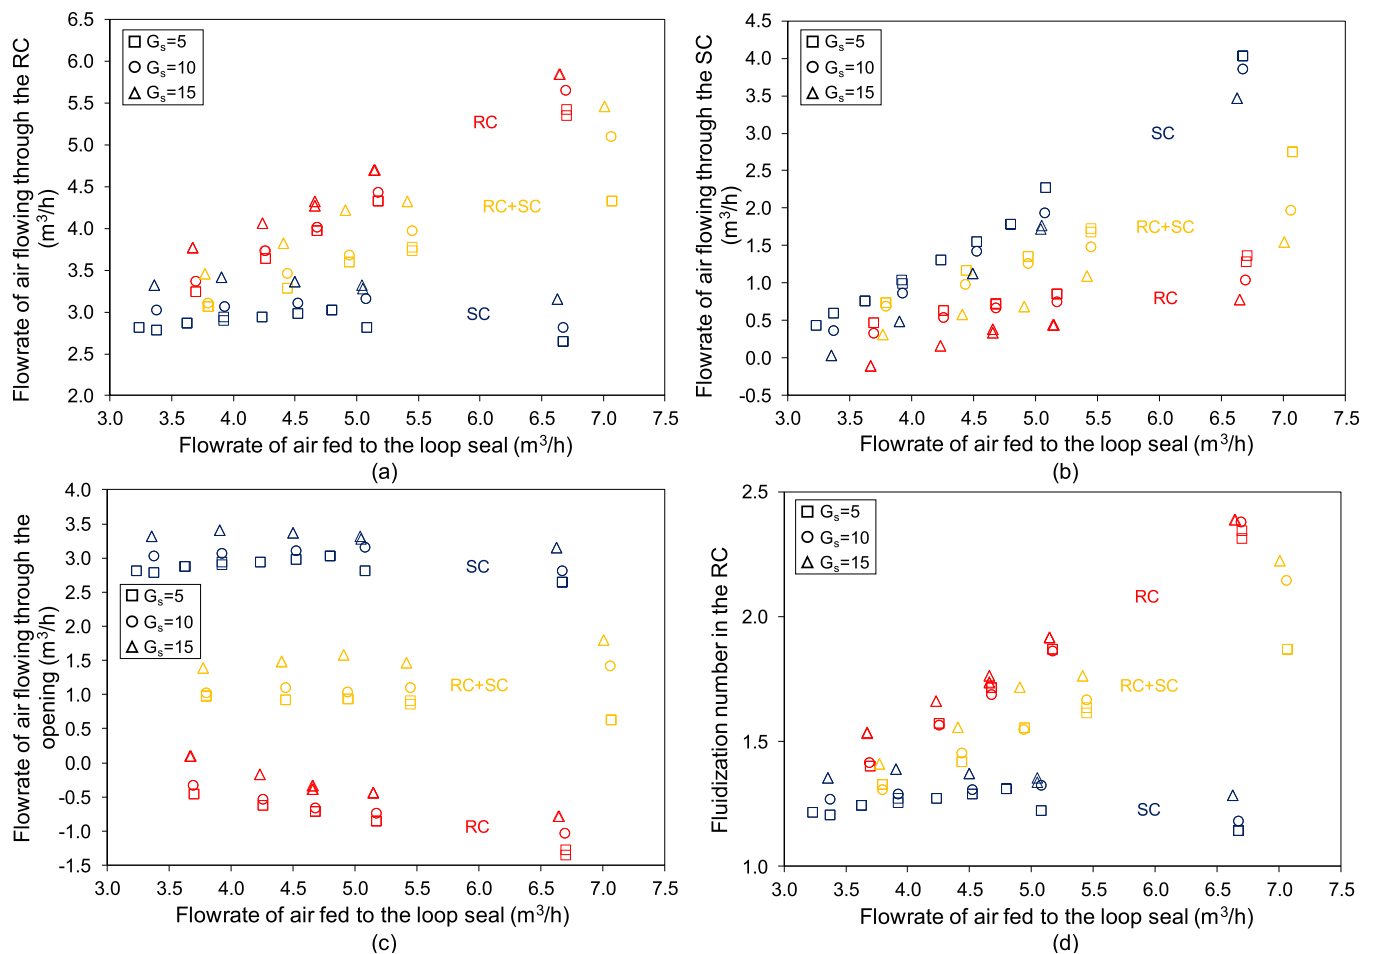 Flowrate of air flowing through the RC
(m³/h)
6.5
6.0
5.5
5.0
4.5
4.0
3.5
3.0
2.5
2.0
Gₛ=5
Gₛ=10
Gₛ=15
RC
RC+SC
SC
3.0 3.5 4.0 4.5 5.0 5.5 6.0 6.5 7.0 7.5
Flowrate of air fed to the loop seal (m³/h)
(a)
Flowrate of air flowing through the SC
(m³/h)
4.5
4.0
3.5
3.0
2.5
2.0
1.5
1.0
0.5
0.0
-0.5
Gₛ=5
Gₛ=10
Gₛ=15
SC
RC+SC
RC
3.0 3.5 4.0 4.5 5.0 5.5 6.0 6.5 7.0 7.5
Flowrate of air fed to the loop seal (m³/h)
(b)
Flowrate of air flowing through the
opening (m³/h)
4.0
3.5
3.0
2.5
2.0
1.5
1.0
0.5
0.0
-0.5
-1.0
-1.5
SC
Gₛ=5
Gₛ=10
Gₛ=15
RC+SC
RC
3.0 3.5 4.0 4.5 5.0 5.5 6.0 6.5 7.0 7.5
Flowrate of air fed to the loop seal (m³/h)
(c)
Fluidization number in the RC
2.5
2.0
1.5
1.0
Gₛ=5
Gₛ=10
Gₛ=15
RC
RC+SC
SC
3.0 3.5 4.0 4.5 5.0 5.5 6.0 6.5 7.0 7.5
Flowrate of air fed to the loop seal (m³/h)
(d)